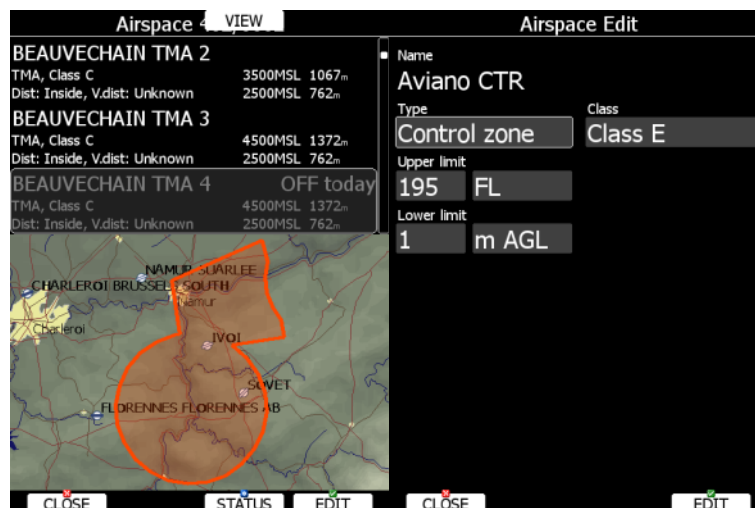 Airspace
VIEW
BEAUVECHAIN TMA 2
TMA, Class C 3500MSL 1067m
Dist: Inside, V.dist: Unknown 2500MSL 762m
BEAUVECHAIN TMA 3
TMA, Class C 4500MSL 1372m
Dist: Inside, V.dist: Unknown 2500MSL 762m
BEAUVECHAIN TMA 4 OFF today
TMA, Class C 4500MSL 1372m
Dist: Inside, V.dist: Unknown 2500MSL 762m
NAMUR SUARLEE
CHARLEROI BRUSSELS SOUTH
Namur
Charleroi
IVOI
SOVET
FLORENNES FLORENNES AB
CLOSE STATUS EDIT
Airspace Edit
Name
Aviano CTR
Type Class
Control zone Class E
Upper limit
195 FL
Lower limit
1 m AGL
CLOSE EDIT